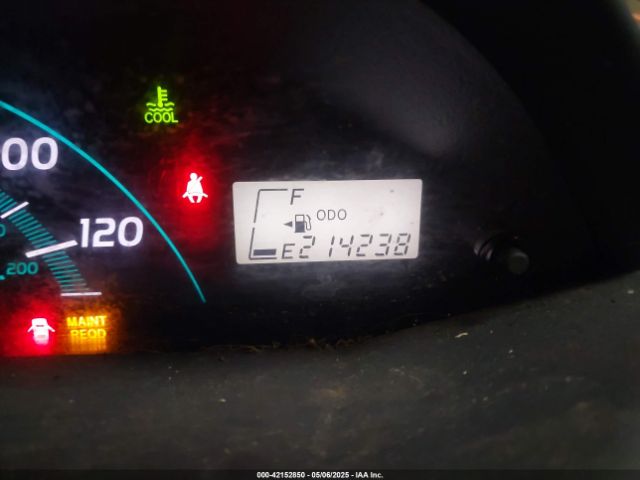 COOL
00
120
200
F
ODO
E 214238
MAINT
REQD
000-42152850 - 05/06/2025 - IAA Inc.